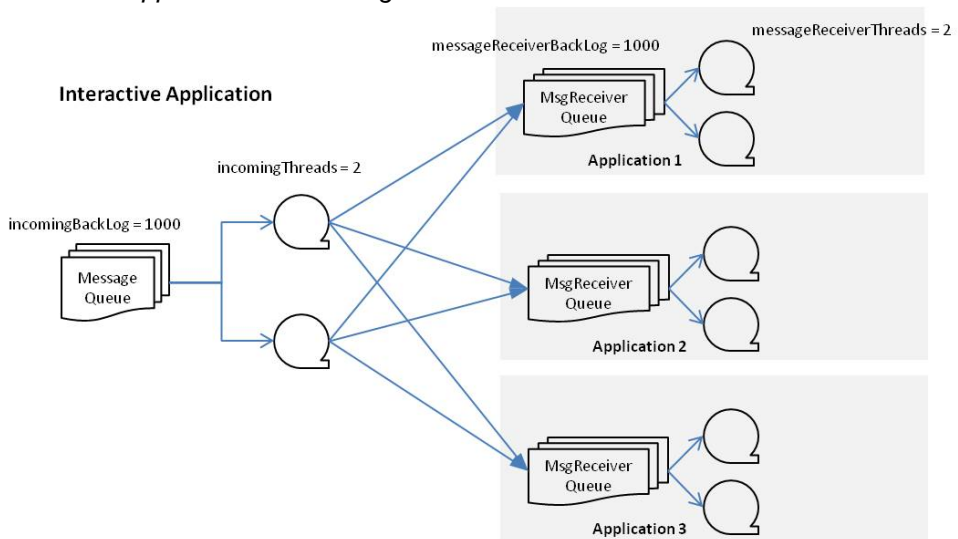 messageReceiverThreads = 2
messageReceiverBackLog = 1000
Interactive Application
MsgReceiver
Queue
Application 1
incomingThreads = 2
incomingBackLog = 1000
Message
Queue
MsgReceiver
Queue
Application 2
MsgReceiver
Queue
Application 3